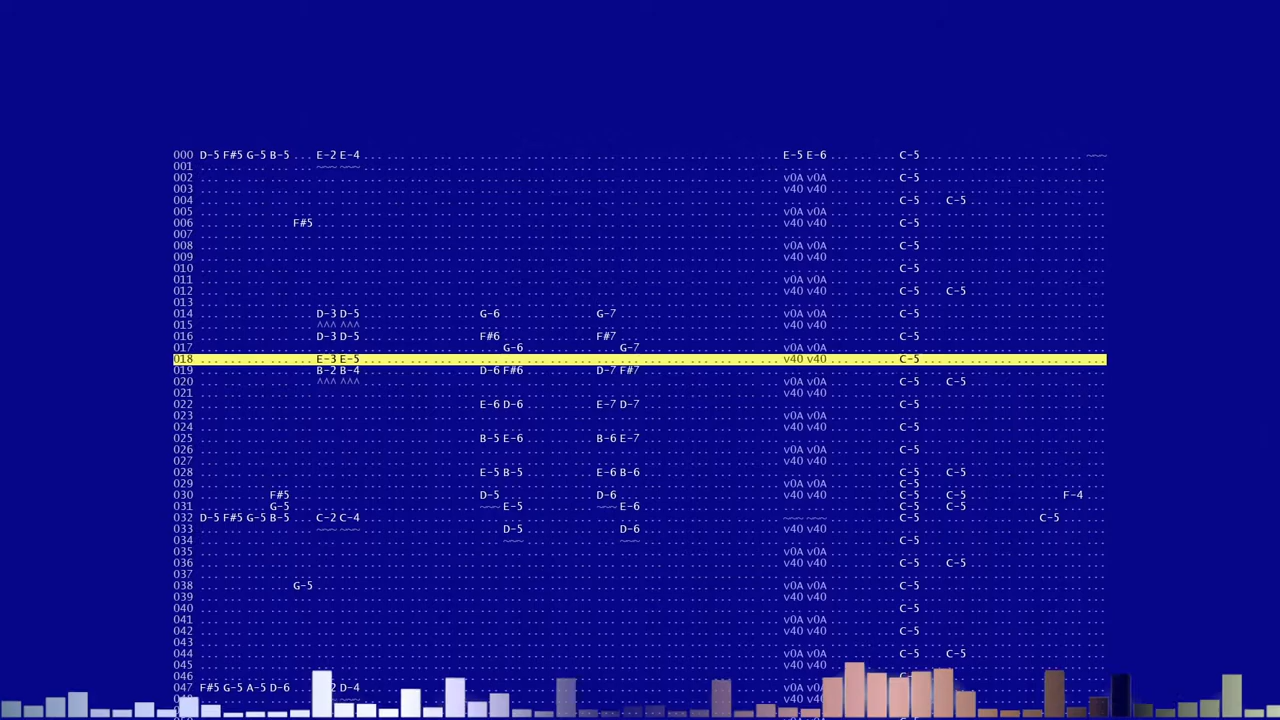 000 D-5 F#5 G-5 B-5 ... E-2 E-4 E-5 E-6 C-5 ~~~
001 ~~~ ~~~
002 v0A v0A C-5
003 v40 v40
004 C-5 C-5
005 v0A v0A
006 F#5 v40 v40 C-5
007
008 v0A v0A C-5
009 v40 v40
010 C-5
011 v0A v0A
012 v40 v40 C-5 C-5
013
014 D-3 D-5 G-6 G-7 v0A v0A C-5
015 ^^^ ^^^ v40 v40
016 D-3 D-5 F#6 F#7 C-5
017 G-6 G-7 v0A v0A
018 E-3 E-5 v40 v40 C-5
019 B-2 B-4 D-6 F#6 D-7 F#7
020 ^^^ ^^^ v0A v0A C-5 C-5
021 v40 v40
022 E-6 D-6 E-7 D-7 C-5
023 v0A v0A
024 v40 v40 C-5
025 B-5 E-6 B-6 E-7
026 v0A v0A C-5
027 v40 v40
028 E-5 B-5 E-6 B-6 C-5 C-5
029 v0A v0A C-5
030 F#5 D-5 D-6 v40 v40 C-5 C-5 F-4
031 G-5 ~~~ E-5 ~~~ E-6 C-5 C-5
032 D-5 F#5 G-5 B-5 C-2 C-4 ~~~ ~~~ C-5 C-5
033 ~~~ ~~~ D-5 D-6 v40 v40
034 ~~~ ~~~ C-5
035 v0A v0A
036 v40 v40 C-5 C-5
037
038 G-5 v0A v0A C-5
039 v40 v40
040 C-5
041 v0A v0A
042 v40 v40 C-5
043
044 v0A v0A C-5 C-5
045 v40 v40
046
047 F#5 G-5 A-5 D-6 D-4 v0A v0A